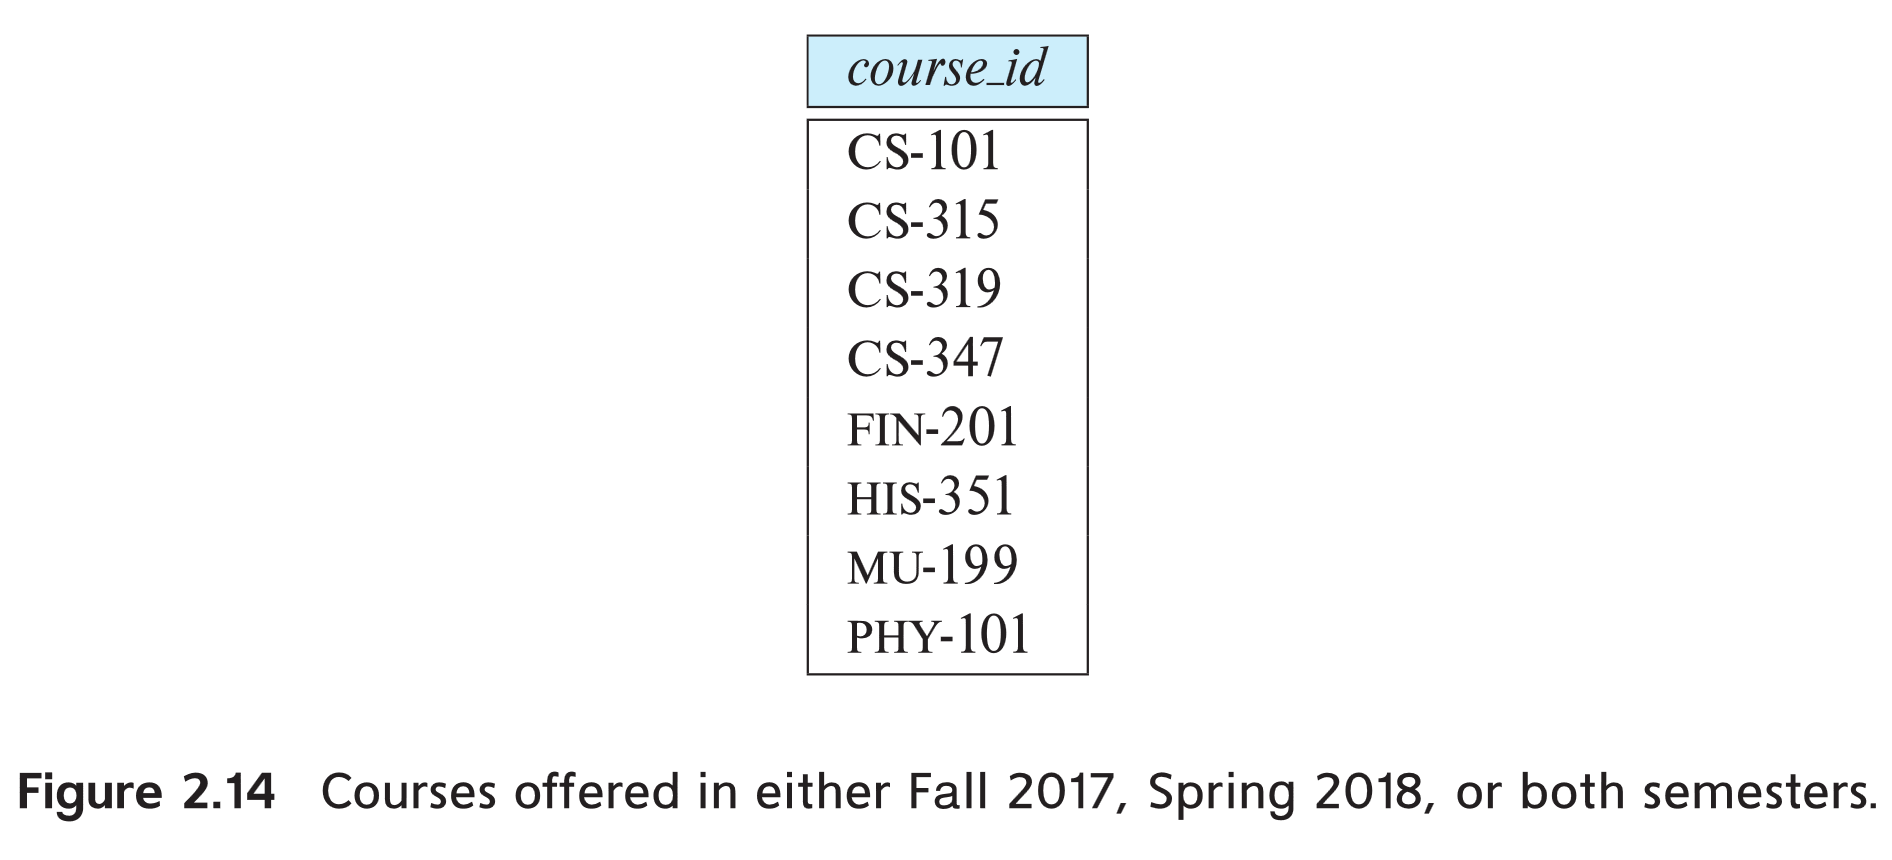 course_id
CS-101
CS-315
CS-319
CS-347
FIN-201
HIS-351
MU-199
PHY-101
Figure 2.14 Courses offered in either Fall 2017, Spring 2018, or both semesters.